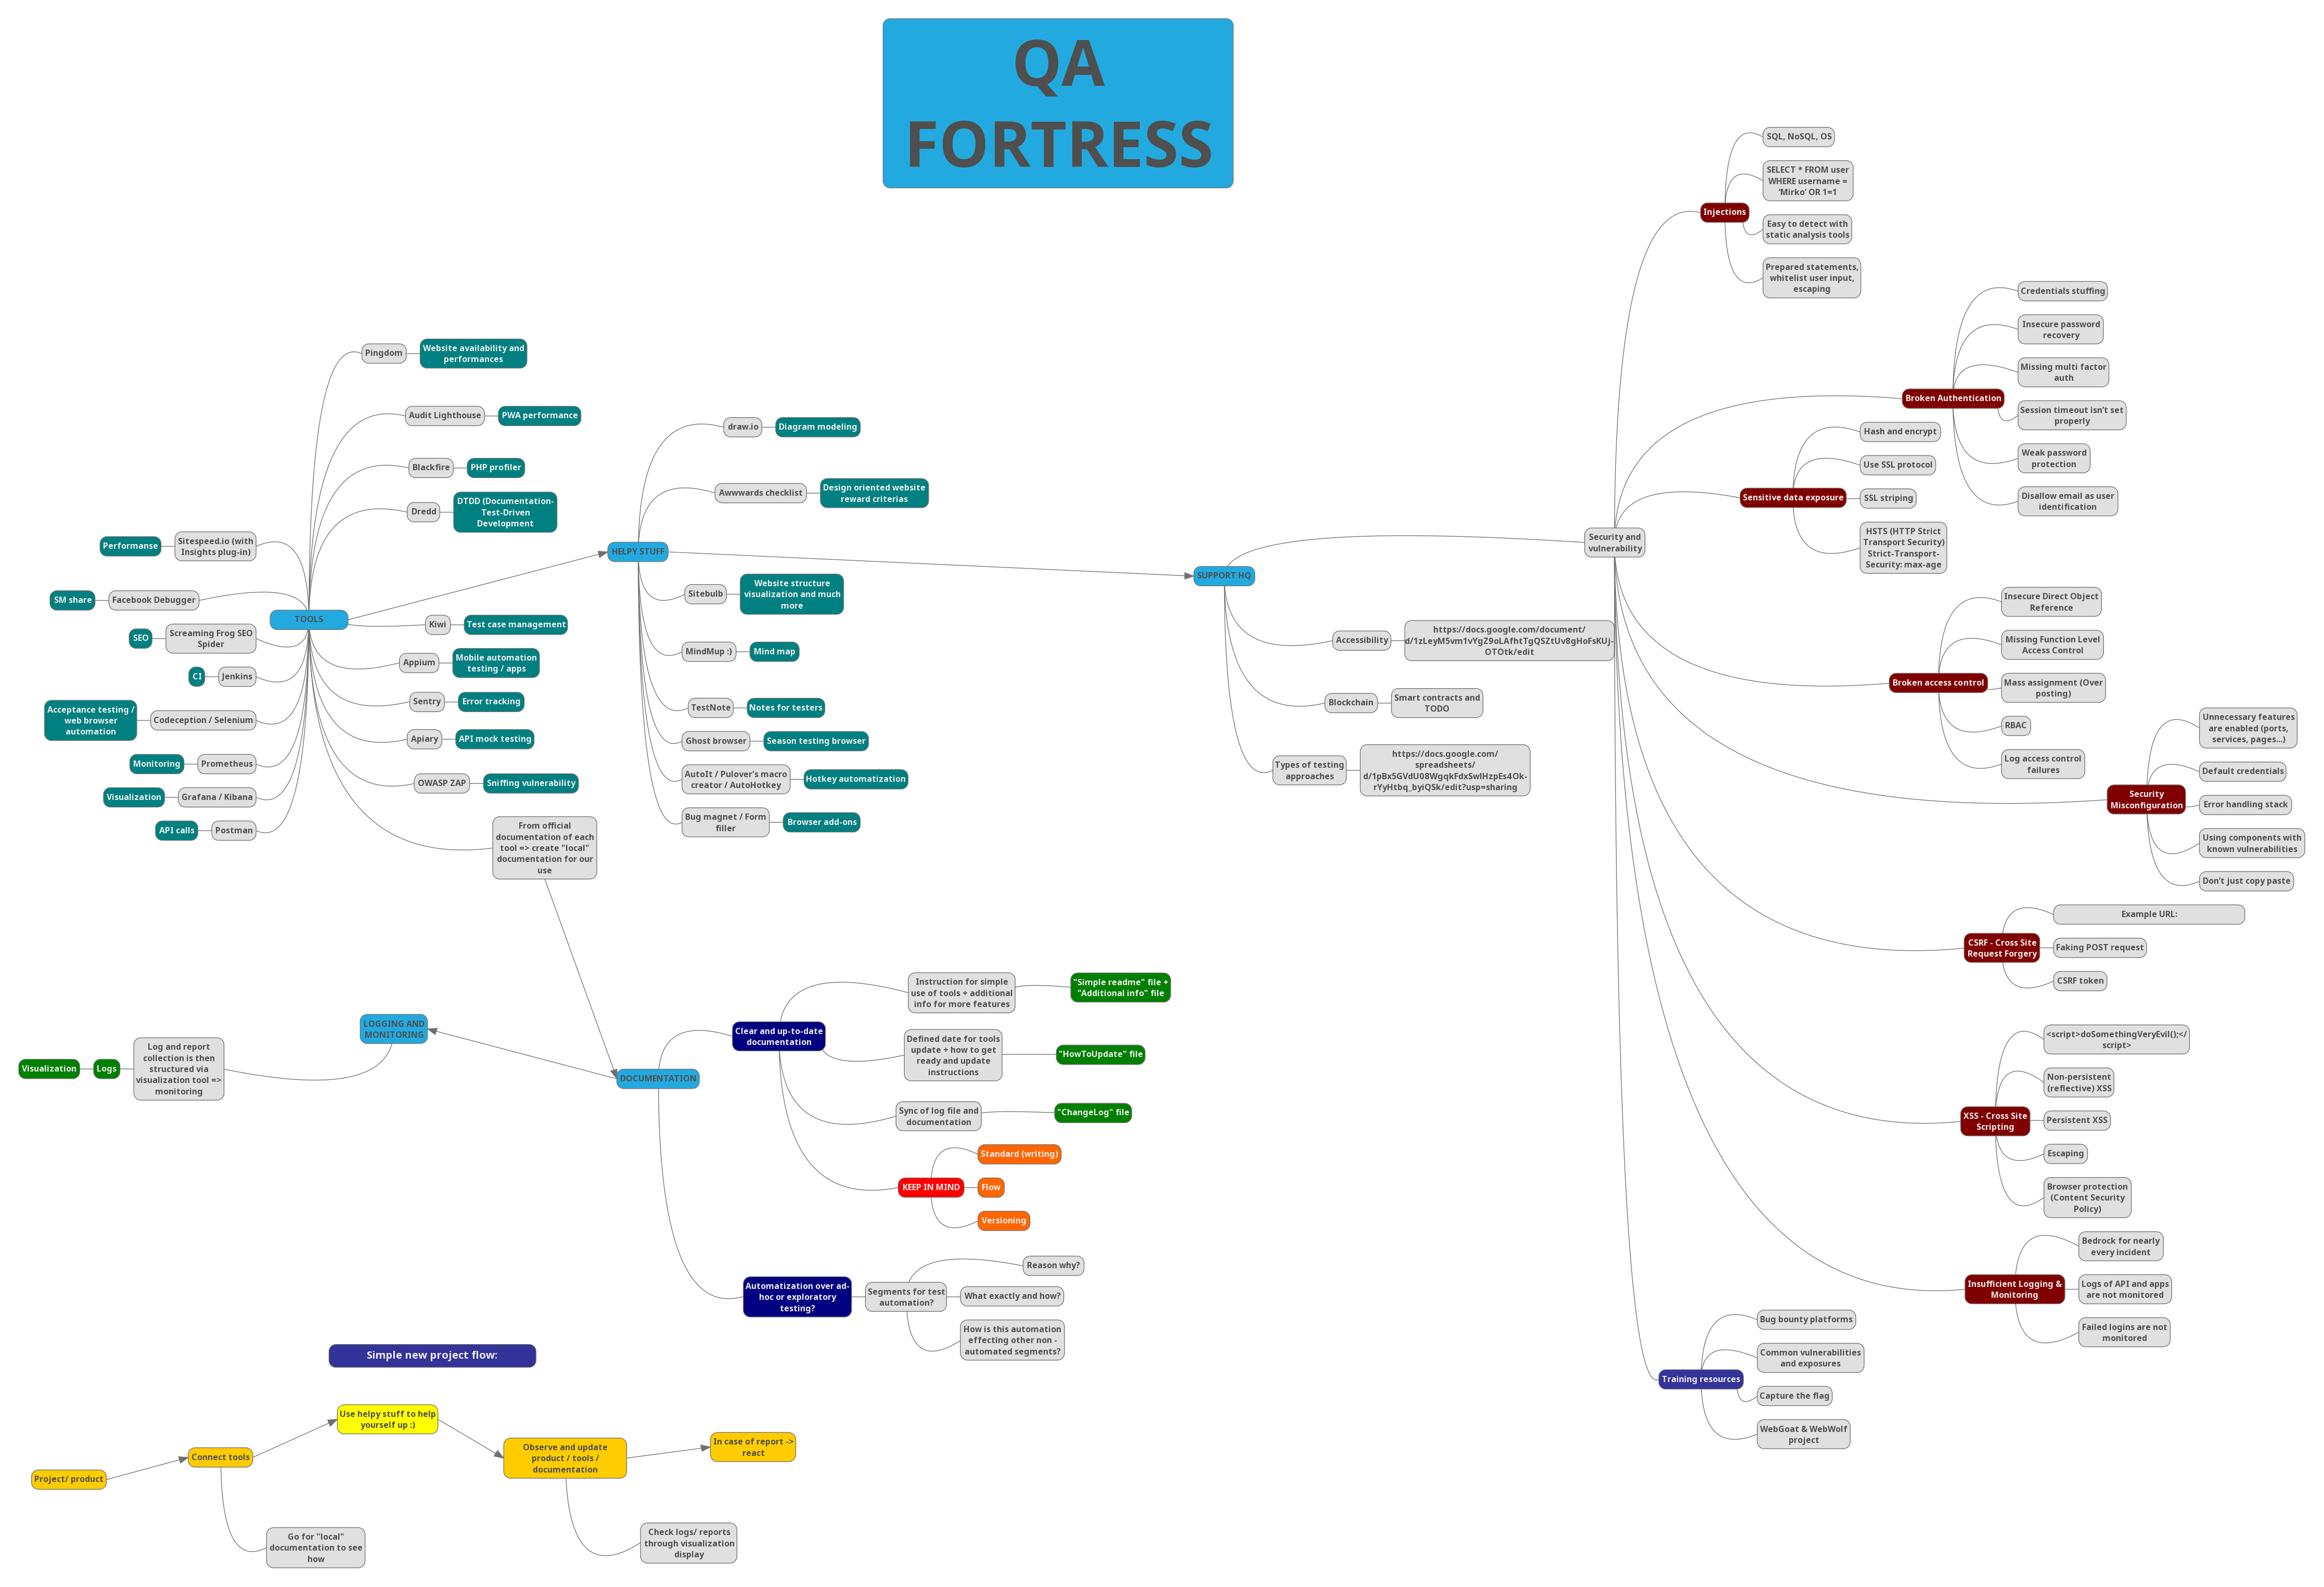 QA
FORTRESS
TOOLS
Pingdom
Website availability and
performances
Audit Lighthouse
PWA performance
Blackfire
PHP profiler
Dredd
DTDD (Documentation-
Test-Driven
Development
Sitespeed.io (with
Insights plug-in)
Performanse
Facebook Debugger
SM share
Screaming Frog SEO
Spider
SEO
Jenkins
CI
Codeception / Selenium
Acceptance testing /
web browser
automation
Prometheus
Monitoring
Grafana / Kibana
Visualization
Postman
API calls
Kiwi
Test case management
Appium
Mobile automation
testing / apps
Sentry
Error tracking
Apiary
API mock testing
OWASP ZAP
Sniffing vulnerability
From official
documentation of each
tool => create "local"
documentation for our
use
HELPY STUFF
draw.io
Diagram modeling
Awwwards checklist
Design oriented website
reward criterias
Sitebulb
Website structure
visualization and much
more
MindMup :)
Mind map
TestNote
Notes for testers
Ghost browser
Season testing browser
AutoIt / Pulover's macro
creator / AutoHotkey
Hotkey automatization
Bug magnet / Form
filler
Browser add-ons
SUPPORT HQ
Accessibility
https://docs.google.com/document/
d/1zLeyM5vm1vYgZ9oLAfhtTgQSZtUv8gHoFsKUj-
OTOtk/edit
Blockchain
Smart contracts and
TODO
Types of testing
approaches
https://docs.google.com/
spreadsheets/
d/1pBx5GVdU08WgqkFdxSwlHzpEs4Ok-
rYyHtbq_byiQSk/edit?usp=sharing
Security and
vulnerability
Injections
SQL, NoSQL, OS
SELECT * FROM user
WHERE username =
‘Mirko’ OR 1=1
Easy to detect with
static analysis tools
Prepared statements,
whitelist user input,
escaping
Broken Authentication
Credentials stuffing
Insecure password
recovery
Missing multi factor
auth
Session timeout isn’t set
properly
Weak password
protection
Disallow email as user
identification
Sensitive data exposure
Hash and encrypt
Use SSL protocol
SSL striping
HSTS (HTTP Strict
Transport Security)
Strict-Transport-
Security: max-age
Broken access control
Insecure Direct Object
Reference
Missing Function Level
Access Control
Mass assignment (Over
posting)
RBAC
Log access control
failures
Security
Misconfiguration
Unnecessary features
are enabled (ports,
services, pages...)
Default credentials
Error handling stack
Using components with
known vulnerabilities
Don’t just copy paste
CSRF - Cross Site
Request Forgery
Example URL:
Faking POST request
CSRF token
XSS - Cross Site
Scripting
<script>doSomethingVeryEvil();</
script>
Non-persistent
(reflective) XSS
Persistent XSS
Escaping
Browser protection
(Content Security
Policy)
Insufficient Logging &
Monitoring
Bedrock for nearly
every incident
Logs of API and apps
are not monitored
Failed logins are not
monitored
Training resources
Bug bounty platforms
Common vulnerabilities
and exposures
Capture the flag
WebGoat & WebWolf
project
DOCUMENTATION
Clear and up-to-date
documentation
Instruction for simple
use of tools + additional
info for more features
"Simple readme" file +
"Additional info" file
Defined date for tools
update + how to get
ready and update
instructions
"HowToUpdate" file
Sync of log file and
documentation
"ChangeLog" file
KEEP IN MIND
Standard (writing)
Flow
Versioning
Automatization over ad-
hoc or exploratory
testing?
Segments for test
automation?
Reason why?
What exactly and how?
How is this automation
effecting other non -
automated segments?
LOGGING AND
MONITORING
Log and report
collection is then
structured via
visualization tool =>
monitoring
Logs
Visualization
Simple new project flow:
Project/ product
Connect tools
Go for "local"
documentation to see
how
Use helpy stuff to help
yourself up :)
Observe and update
product / tools /
documentation
Check logs/ reports
through visualization
display
In case of report ->
react